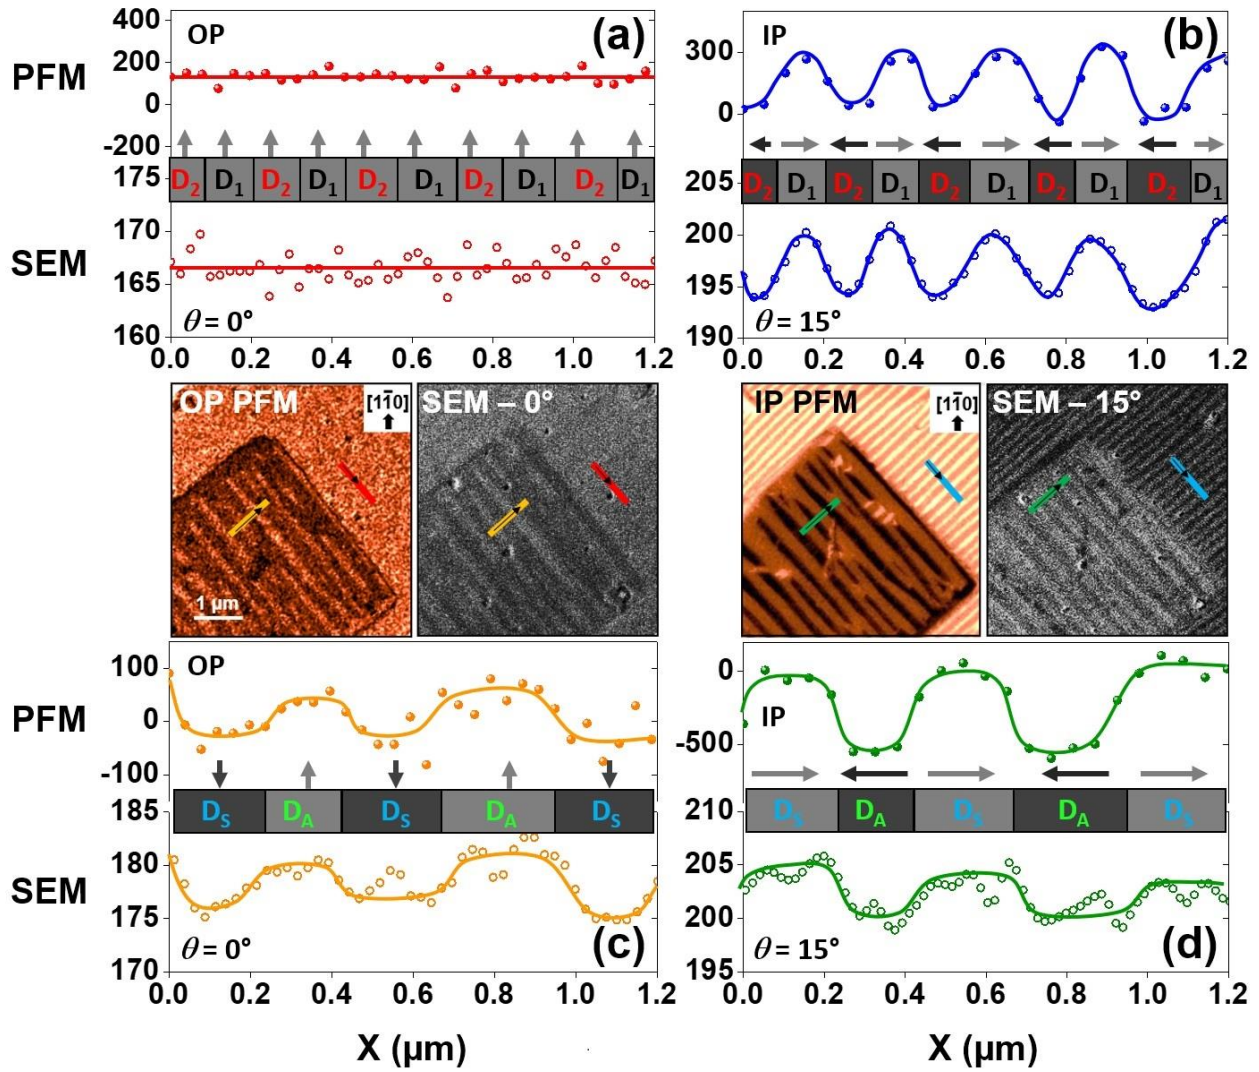 400
200
0
-200
PFM
OP
(a)
175
D2 D1 D2 D1 D2 D1 D2 D1 D2 D1
170
165
160
SEM
θ = 0°
0.0 0.2 0.4 0.6 0.8 1.0 1.2
300
0
IP
(b)
205
D2 D1 D2 D1 D2 D1 D2 D1 D2 D1
200
195
190
θ = 15°
0.0 0.2 0.4 0.6 0.8 1.0 1.2
OP PFM
[11̄0]
1 µm
SEM – 0°
IP PFM
[11̄0]
SEM – 15°
100
0
-100
PFM
OP
185
DS DA DS DA DS
180
175
170
SEM
θ = 0°
(c)
0.0 0.2 0.4 0.6 0.8 1.0 1.2
X (µm)
0
-500
IP
210
DS DA DS DA DS
205
200
195
θ = 15°
(d)
0.0 0.2 0.4 0.6 0.8 1.0 1.2
X (µm)